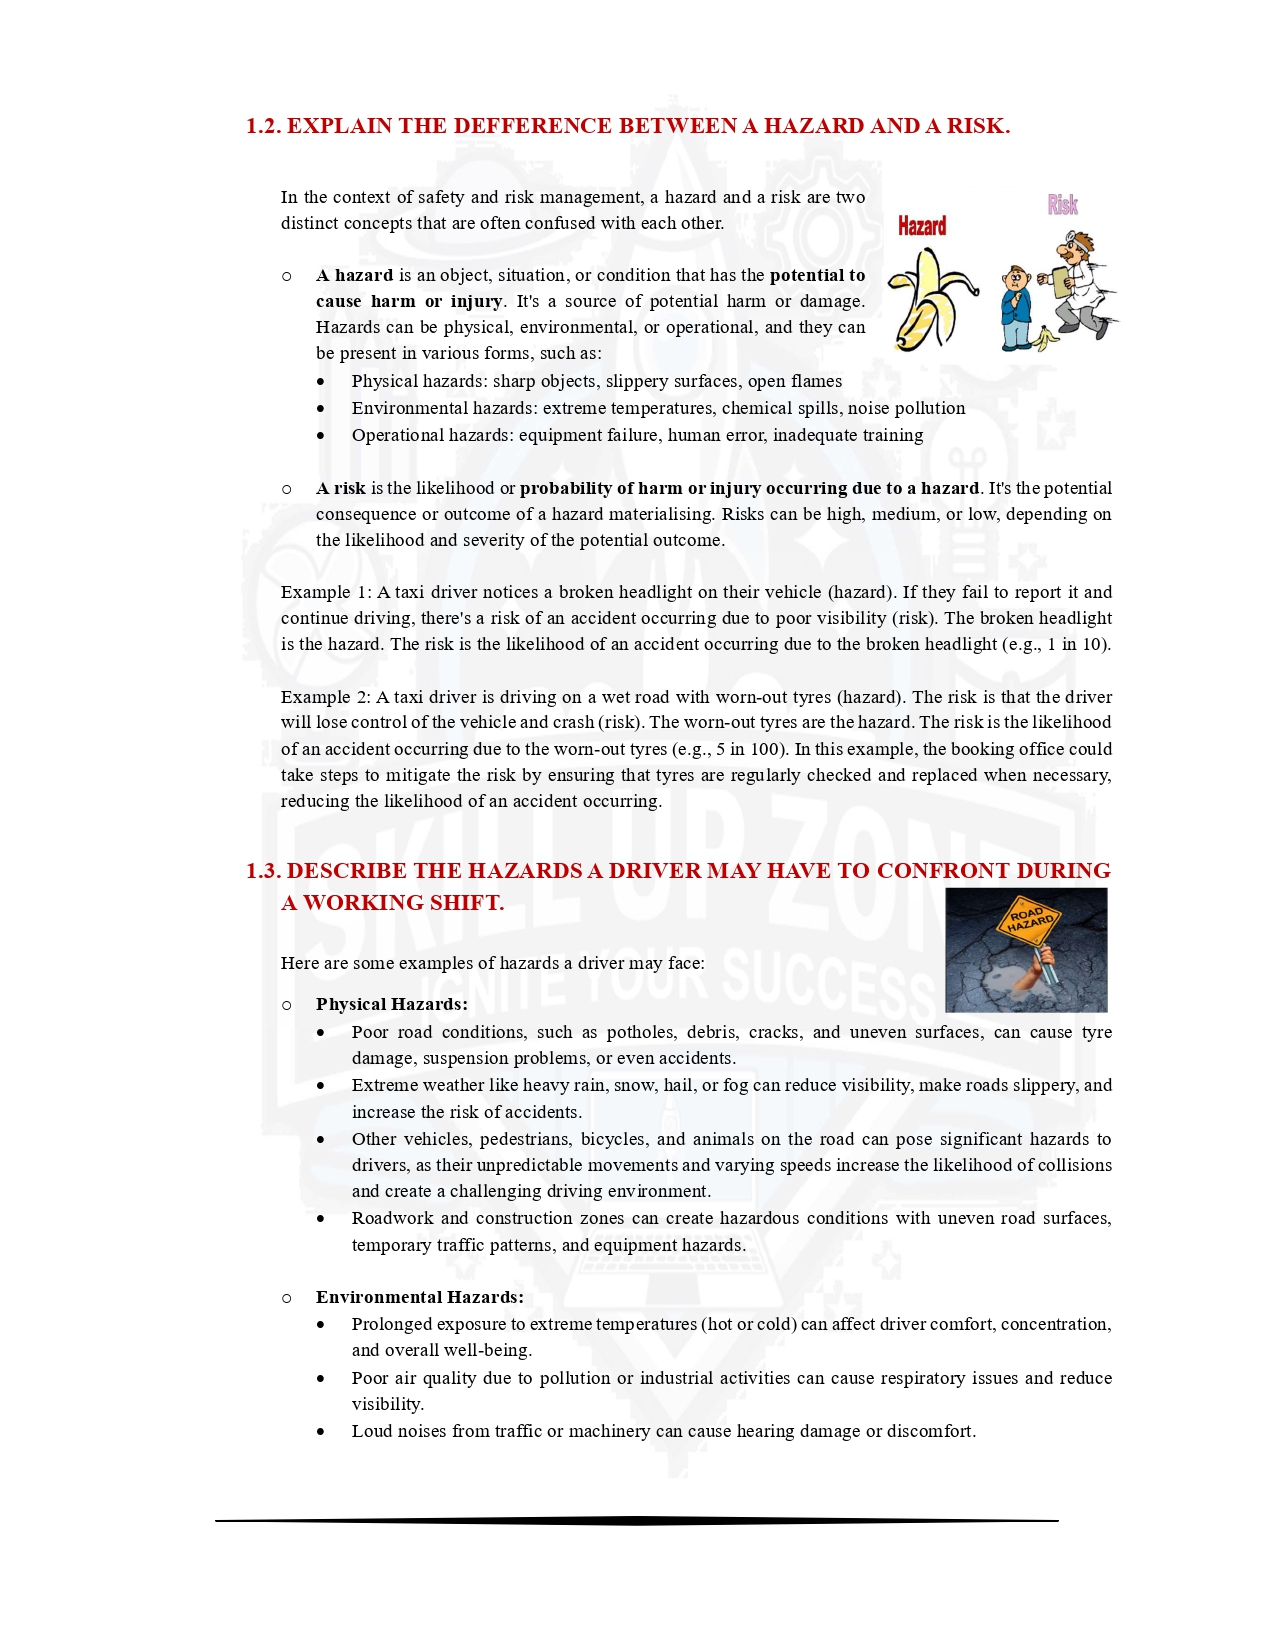 1.2. EXPLAIN THE DEFFERENCE BETWEEN A HAZARD AND A RISK.
In the context of safety and risk management, a hazard and a risk are two
distinct concepts that are often confused with each other.
Hazard
Risk
o A hazard is an object, situation, or condition that has the potential to
cause harm or injury. It's a source of potential harm or damage.
Hazards can be physical, environmental, or operational, and they can
be present in various forms, such as:
• Physical hazards: sharp objects, slippery surfaces, open flames
• Environmental hazards: extreme temperatures, chemical spills, noise pollution
• Operational hazards: equipment failure, human error, inadequate training
o A risk is the likelihood or probability of harm or injury occurring due to a hazard. It's the potential
consequence or outcome of a hazard materialising. Risks can be high, medium, or low, depending on
the likelihood and severity of the potential outcome.
Example 1: A taxi driver notices a broken headlight on their vehicle (hazard). If they fail to report it and
continue driving, there's a risk of an accident occurring due to poor visibility (risk). The broken headlight
is the hazard. The risk is the likelihood of an accident occurring due to the broken headlight (e.g., 1 in 10).
Example 2: A taxi driver is driving on a wet road with worn-out tyres (hazard). The risk is that the driver
will lose control of the vehicle and crash (risk). The worn-out tyres are the hazard. The risk is the likelihood
of an accident occurring due to the worn-out tyres (e.g., 5 in 100). In this example, the booking office could
take steps to mitigate the risk by ensuring that tyres are regularly checked and replaced when necessary,
reducing the likelihood of an accident occurring.
SKILL UP ZONE
IGNITE YOUR SUCCESS
1.3. DESCRIBE THE HAZARDS A DRIVER MAY HAVE TO CONFRONT DURING
A WORKING SHIFT.
ROAD
HAZARD
Here are some examples of hazards a driver may face:
o Physical Hazards:
• Poor road conditions, such as potholes, debris, cracks, and uneven surfaces, can cause tyre
damage, suspension problems, or even accidents.
• Extreme weather like heavy rain, snow, hail, or fog can reduce visibility, make roads slippery, and
increase the risk of accidents.
• Other vehicles, pedestrians, bicycles, and animals on the road can pose significant hazards to
drivers, as their unpredictable movements and varying speeds increase the likelihood of collisions
and create a challenging driving environment.
• Roadwork and construction zones can create hazardous conditions with uneven road surfaces,
temporary traffic patterns, and equipment hazards.
o Environmental Hazards:
• Prolonged exposure to extreme temperatures (hot or cold) can affect driver comfort, concentration,
and overall well-being.
• Poor air quality due to pollution or industrial activities can cause respiratory issues and reduce
visibility.
• Loud noises from traffic or machinery can cause hearing damage or discomfort.